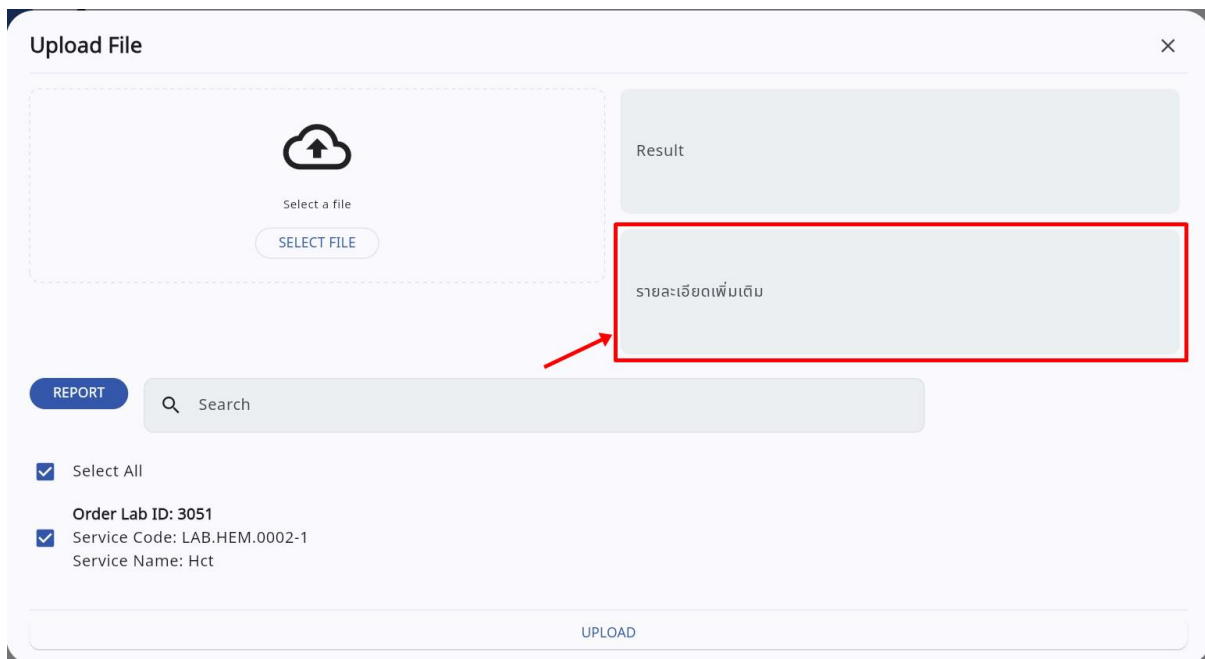 Upload File
Select a file
SELECT FILE
Result
รายละเอียดเพิ่มเติม
REPORT
Search
Select All
Order Lab ID: 3051
Service Code: LAB.HEM.0002-1
Service Name: Hct
UPLOAD